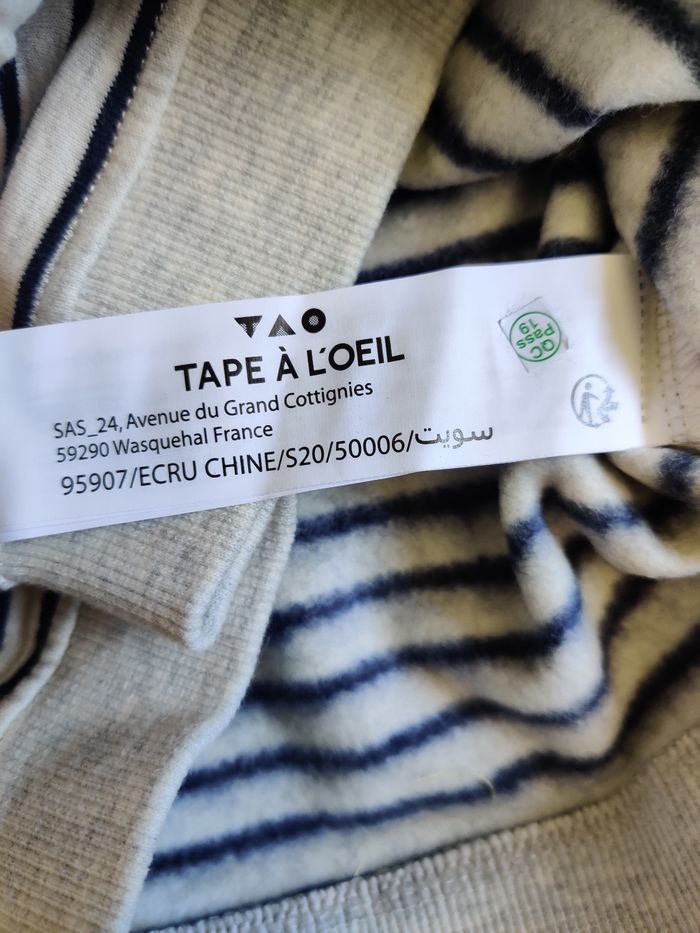 TAO
TAPE À L'OEIL
SAS_24, Avenue du Grand Cottignies
59290 Wasquehal France
95907/ECRU CHINE/S20/50006/سويت
QC
Pass
19